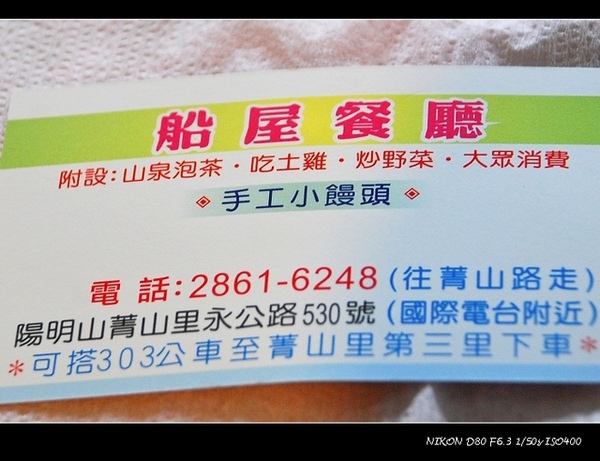 船屋餐廳
附設:山泉泡茶·吃土雞·炒野菜·大眾消費
手工小饅頭
電話:2861-6248(往菁山路走)
陽明山菁山里永公路530號(國際電台附近)
*可搭303公車至菁山里第三里下車*
NIKON D80 F6.3 1/50s ISO400